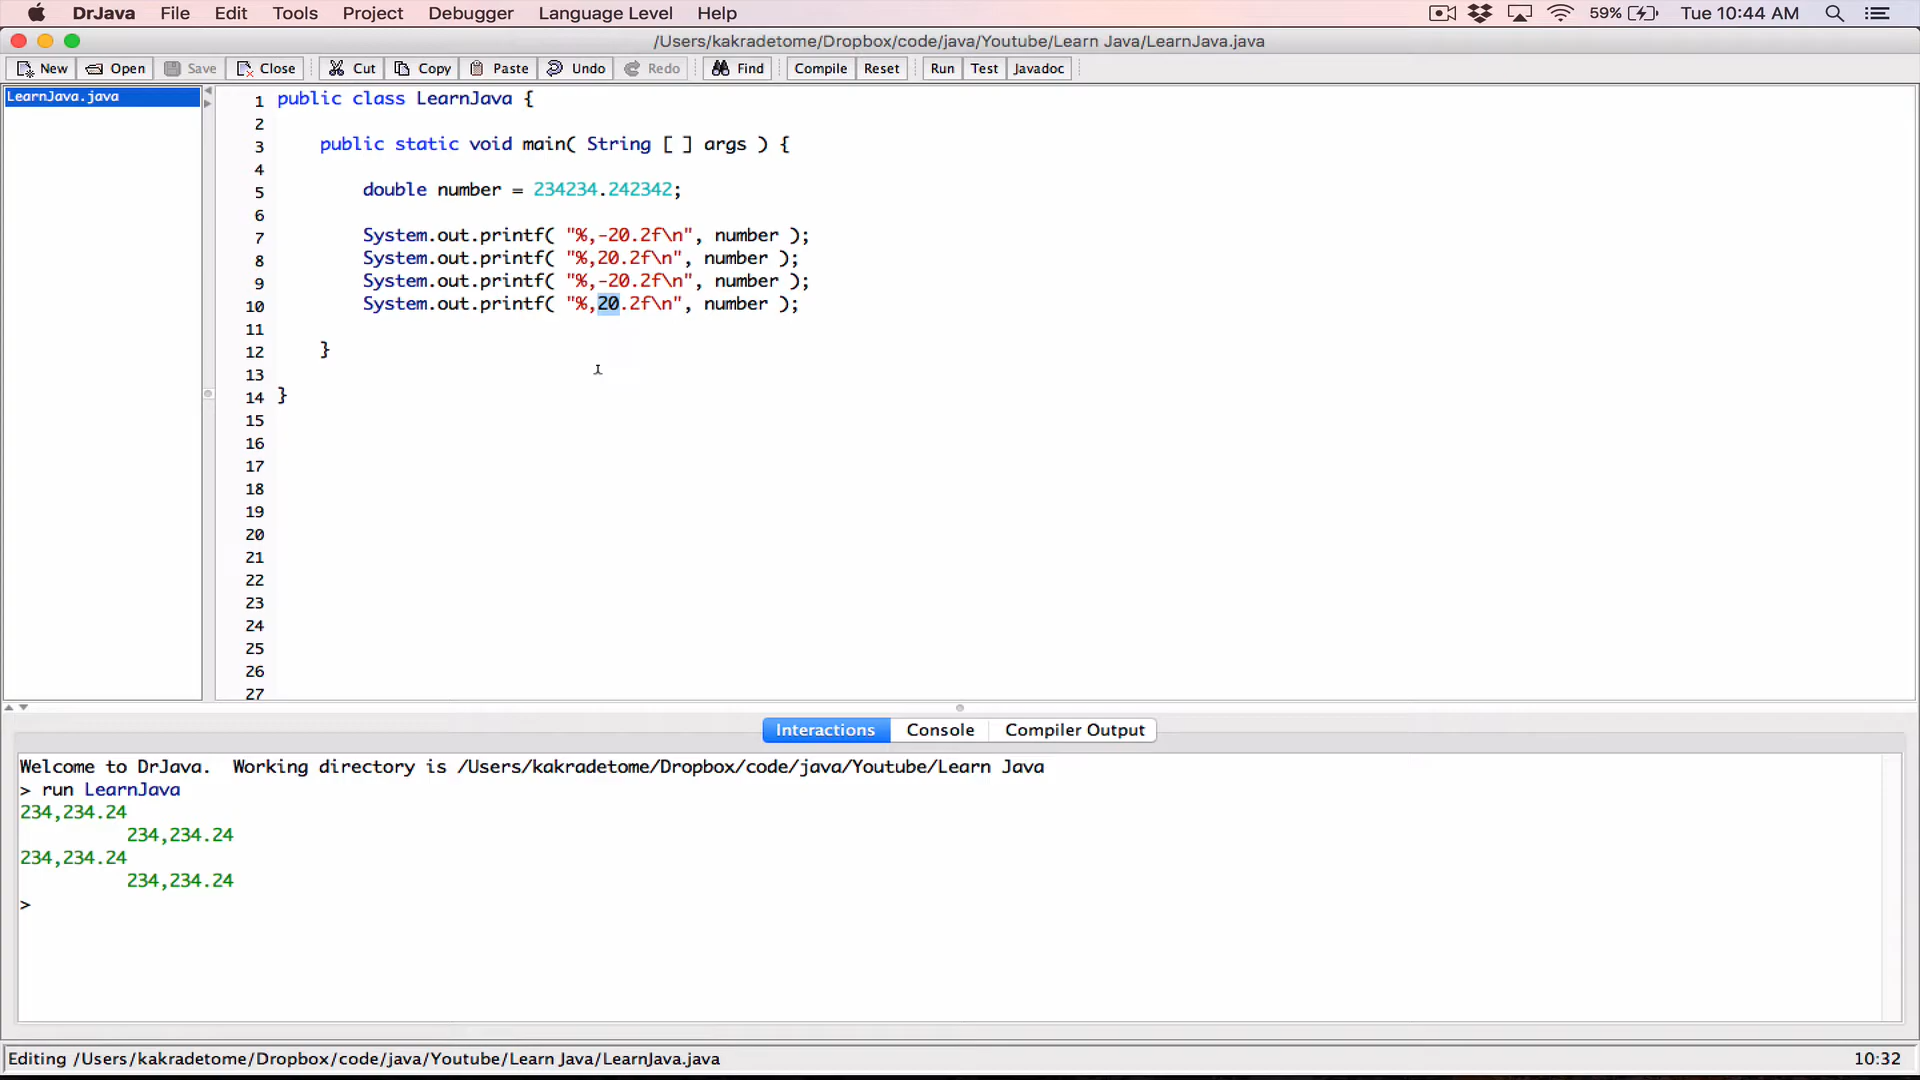 DrJava File Edit Tools Project Debugger Language Level Help 59% Tue 10:44 AM
/Users/kakradetome/Dropbox/code/java/Youtube/Learn Java/LearnJava.java
New Open Save Close Cut Copy Paste Undo Redo Find Compile Reset Run Test Javadoc
LearnJava.java
1 public class LearnJava {
2
3 public static void main( String [ ] args ) {
4
5 double number = 234234.242342;
6
7 System.out.printf( "%,-20.2f\n", number );
8 System.out.printf( "%,20.2f\n", number );
9 System.out.printf( "%,-20.2f\n", number );
10 System.out.printf( "%,20.2f\n", number );
11
12 }
13
14 }
15
16
17
18
19
20
21
22
23
24
25
26
27
Interactions Console Compiler Output
Welcome to DrJava. Working directory is /Users/kakradetome/Dropbox/code/java/Youtube/Learn Java
> run LearnJava
234,234.24
234,234.24
234,234.24
234,234.24
>
Editing /Users/kakradetome/Dropbox/code/java/Youtube/Learn Java/LearnJava.java 10:32